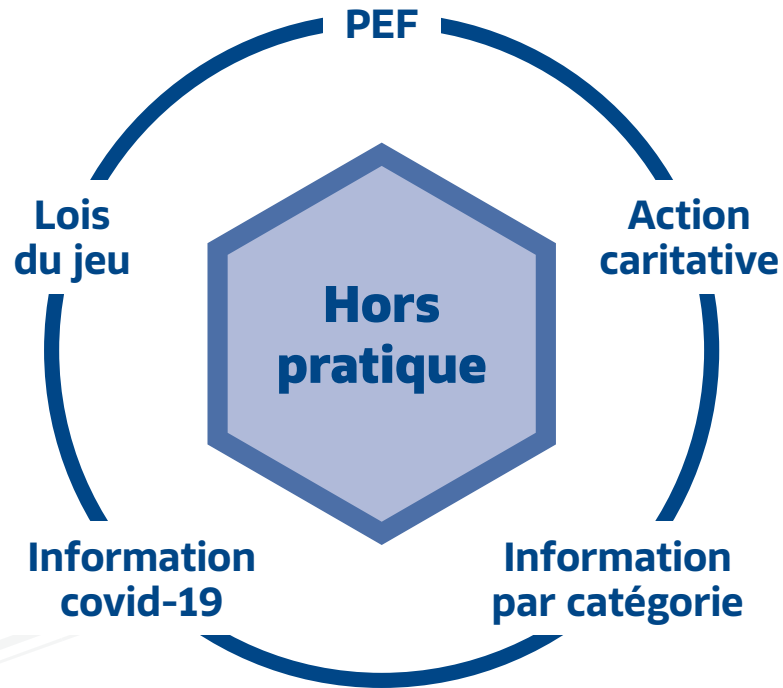 PEF
Lois
du jeu
Action
caritative
Hors
pratique
Information
covid-19
Information
par catégorie